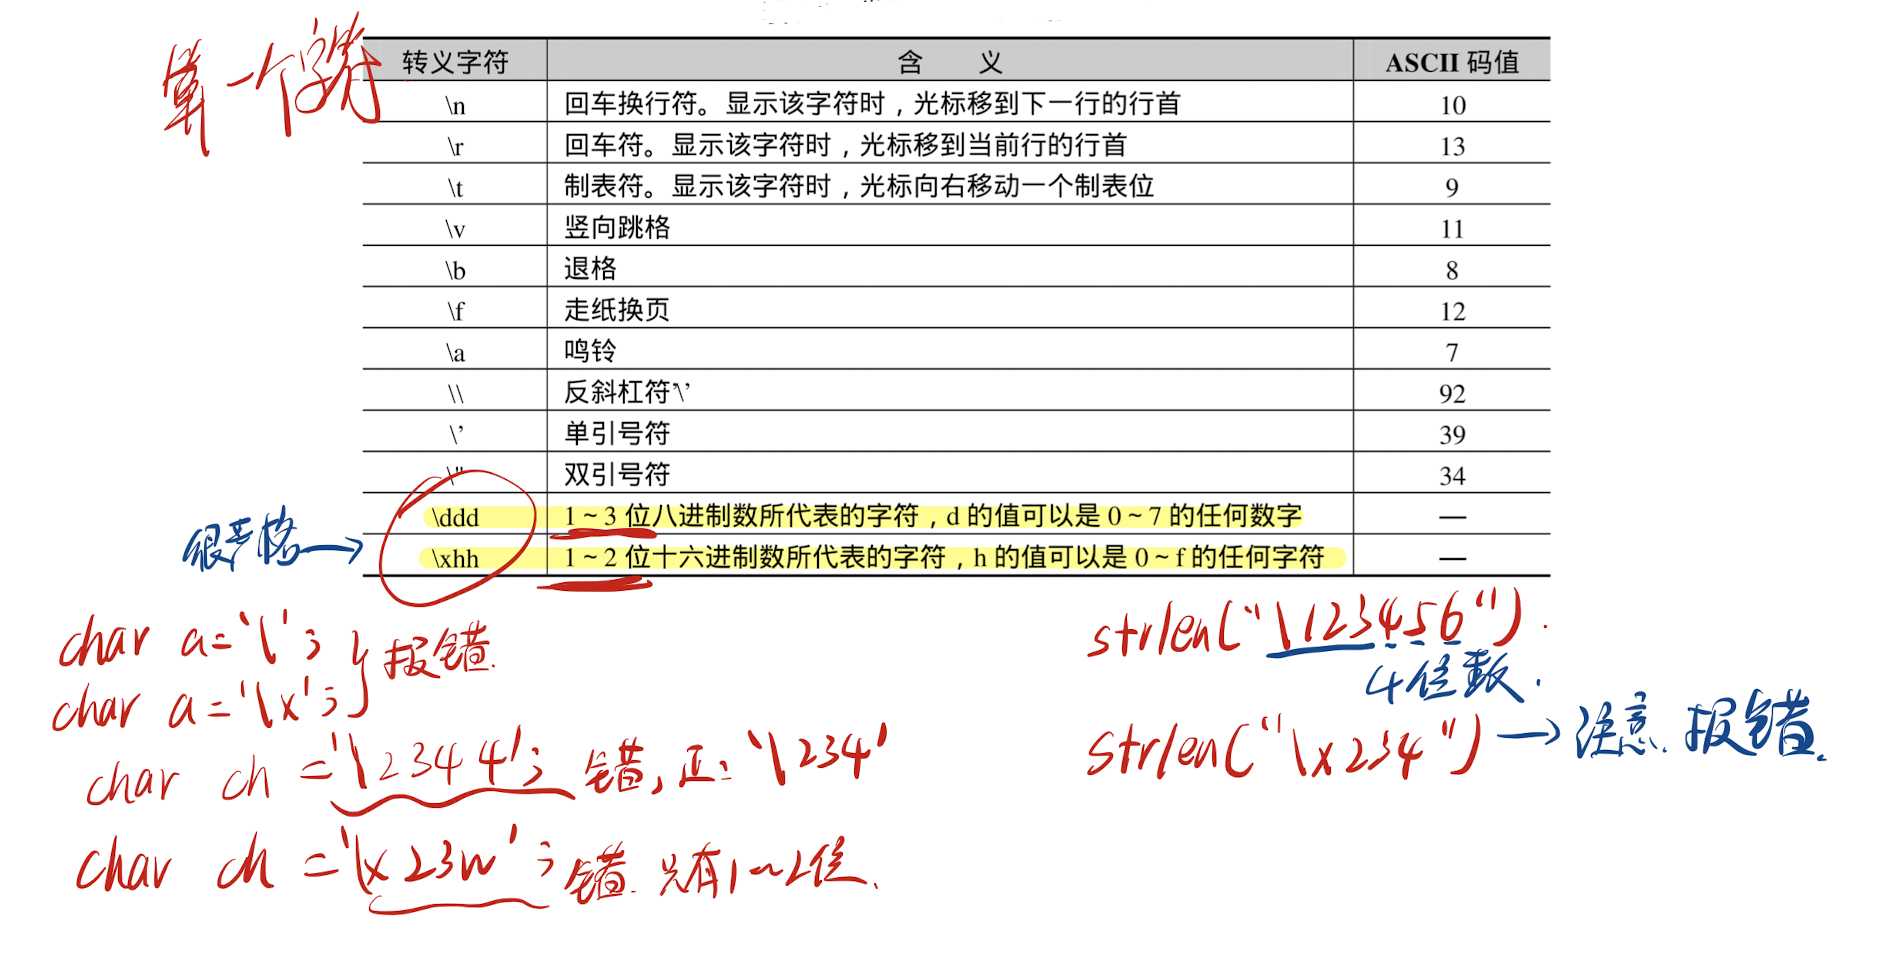 第一个字符
转义字符 含 义 ASCII 码值
\n 回车换行符。显示该字符时，光标移到下一行的行首 10
\r 回车符。显示该字符时，光标移到当前行的行首 13
\t 制表符。显示该字符时，光标向右移动一个制表位 9
\v 竖向跳格 11
\b 退格 8
\f 走纸换页 12
\a 鸣铃 7
\\ 反斜杠符'\' 92
\' 单引号符 39
\" 双引号符 34
\ddd 1～3 位八进制数所代表的字符，d 的值可以是 0～7 的任何数字 —
很严格→ \xhh 1～2 位十六进制数所代表的字符，h 的值可以是 0～f 的任何字符 —
char a='\';
char a='\x'; } 报错.
char ch ='\2344'; 错, 正: '\234'
char ch ='\x23w'; 错. 只有1~2位.
strlen("\123456").
4位数.
strlen("\x234") → 注意. 报错.